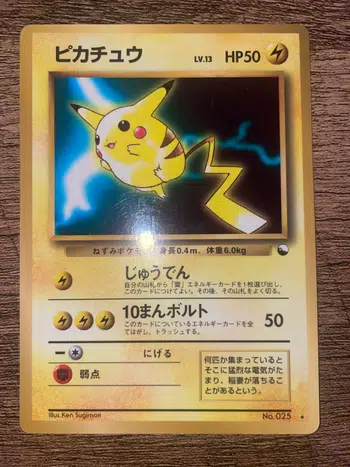 ピカチュウ LV.13 HP50
ねずみポケモン 身長0.4m、体重6.0kg
じゅうでん
自分の山札から「雷」エネルギーカードを1枚選び出し、
このカードにつけてよい。その後、その山札をよく切る。
10まんボルト 50
このカードについているエネルギーカードを全
てはがし、トラッシュする。
にげる
弱点
何匹か集まっていると
そこに猛烈な電気がた
まり、稲妻が落ちるこ
とがあるという。
Illus.Ken Sugimori
No.025